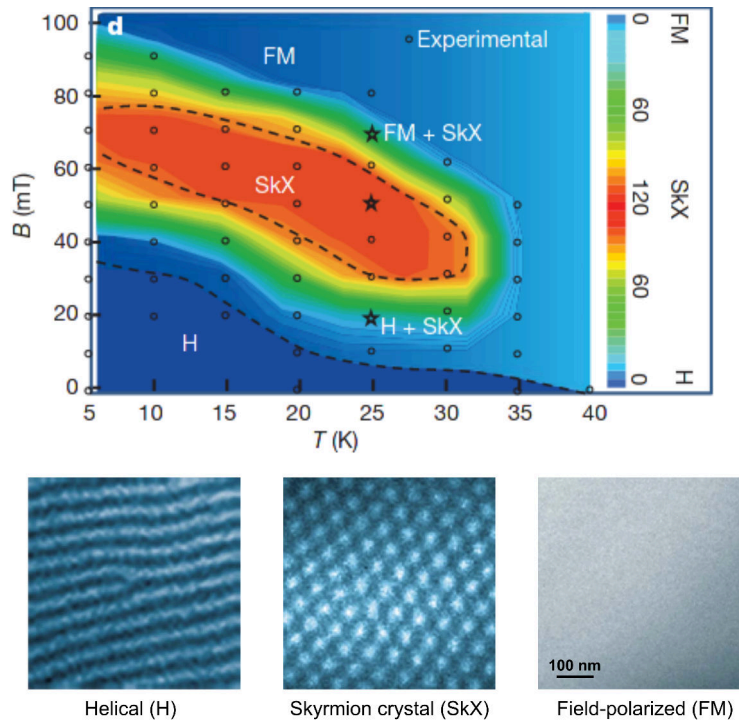 d
100
80
60
40
20
0
B (mT)
FM
Experimental
FM + SkX
SkX
H + SkX
H
5 10 15 20 25 30 35 40
T (K)
0 60 120 60 0
FM SkX H
Helical (H)
Skyrmion crystal (SkX)
100 nm
Field-polarized (FM)